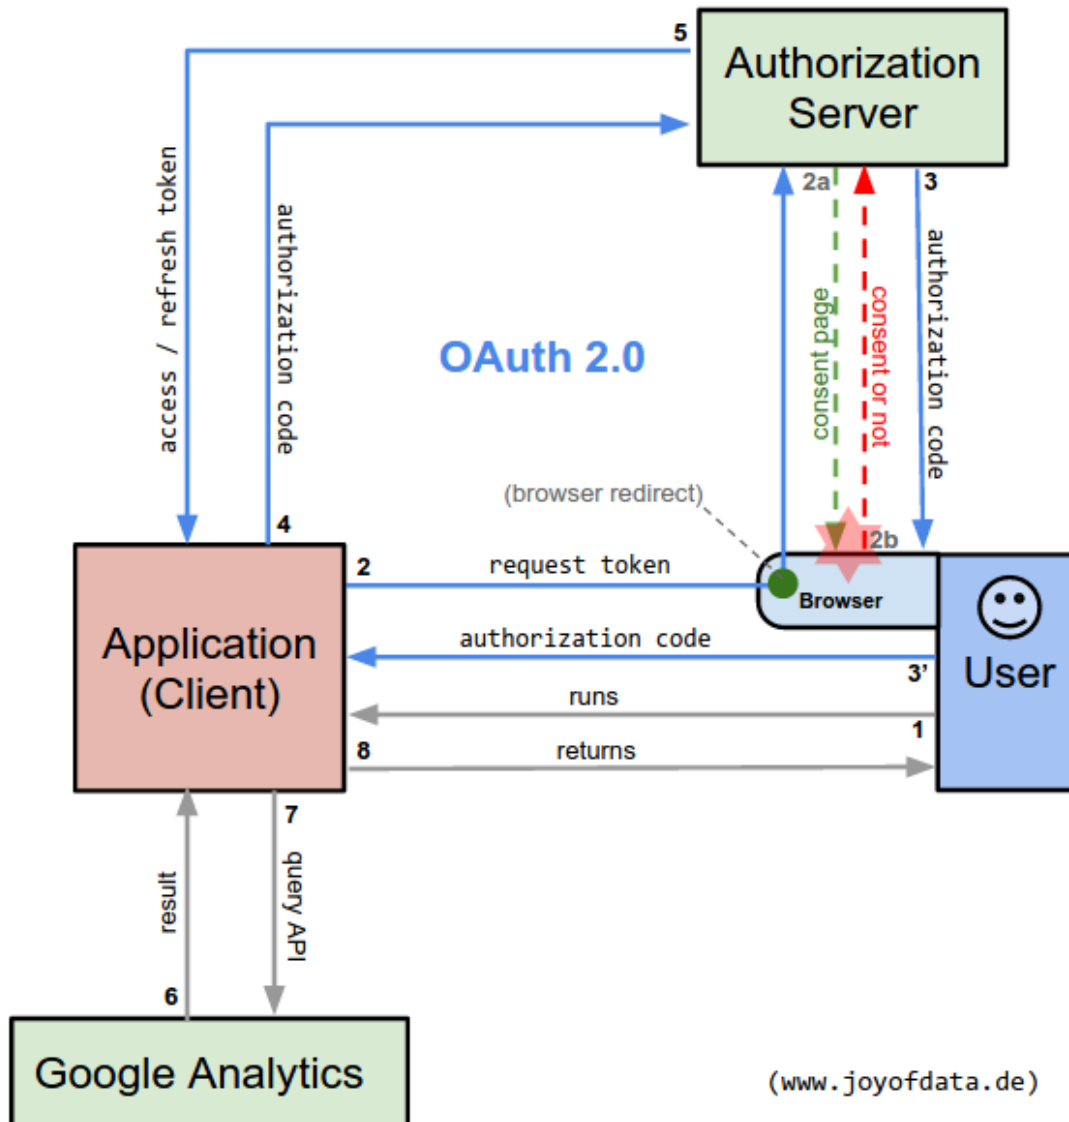 5
Authorization
Server
access / refresh token
authorization code
2a
3
consent page
consent or not
authorization code
OAuth 2.0
(browser redirect)
4
2b
2
request token
Browser
Application
(Client)
authorization code
3’
User
runs
1
8
returns
7
result
query API
6
Google Analytics
(www.joyofdata.de)